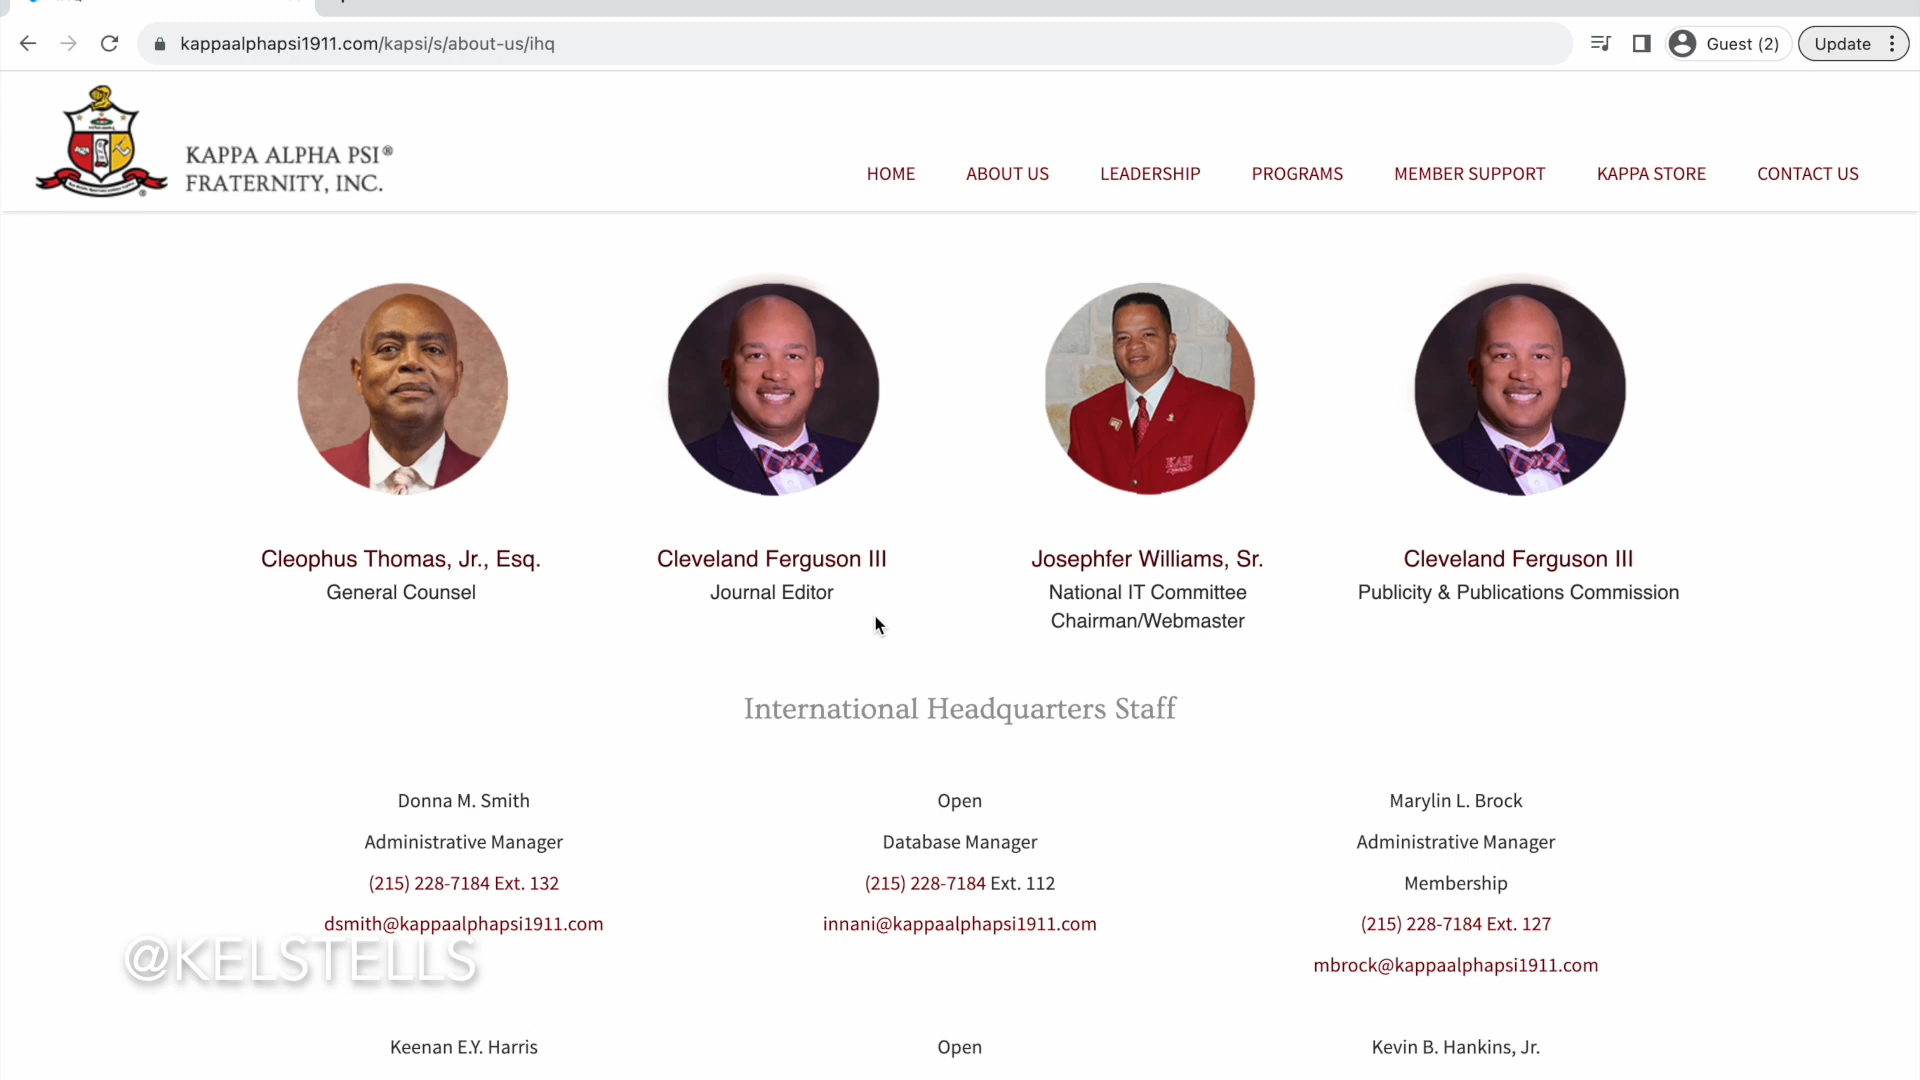 kappaalphapsi1911.com/kapsi/s/about-us/ihq
Guest (2)
Update
KAPPA ALPHA PSI®
FRATERNITY, INC.
HOME
ABOUT US
LEADERSHIP
PROGRAMS
MEMBER SUPPORT
KAPPA STORE
CONTACT US
Cleophus Thomas, Jr., Esq.
General Counsel
Cleveland Ferguson III
Journal Editor
Josephfer Williams, Sr.
National IT Committee
Chairman/Webmaster
Cleveland Ferguson III
Publicity & Publications Commission
International Headquarters Staff
Donna M. Smith
Administrative Manager
(215) 228-7184 Ext. 132
dsmith@kappaalphapsi1911.com
Open
Database Manager
(215) 228-7184 Ext. 112
innani@kappaalphapsi1911.com
Marylin L. Brock
Administrative Manager
Membership
(215) 228-7184 Ext. 127
mbrock@kappaalphapsi1911.com
@KELSTELLS
Keenan E.Y. Harris
Open
Kevin B. Hankins, Jr.